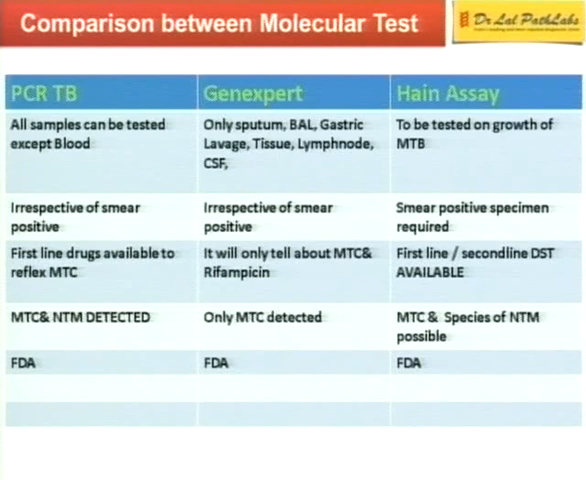 Comparison between Molecular Test
Dr Lal PathLabs
PCR TB
Genexpert
Hain Assay
All samples can be tested
except Blood
Only sputum, BAL, Gastric
Lavage, Tissue, Lymphnode,
CSF,
To be tested on growth of
MTB
Irrespective of smear
positive
Irrespective of smear
positive
Smear positive specimen
required
First line drugs available to
reflex MTC
It will only tell about MTC&
Rifampicin
First line / secondline DST
AVAILABLE
MTC& NTM DETECTED
Only MTC detected
MTC & Species of NTM
possible
FDA
FDA
FDA